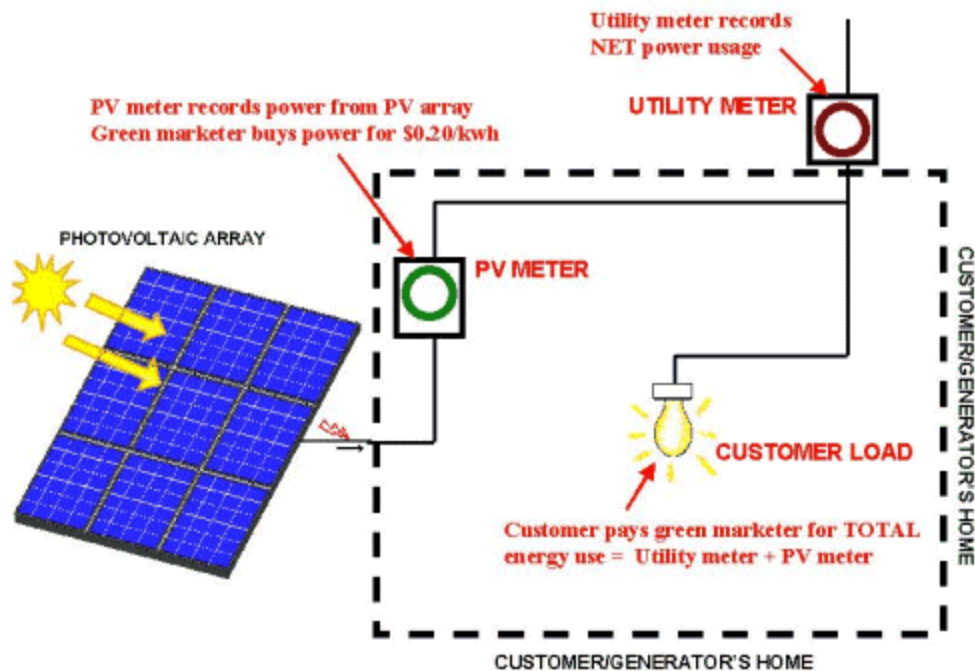 Utility meter records
NET power usage
UTILITY METER
PV meter records power from PV array
Green marketer buys power for $0.20/kwh
PHOTOVOLTAIC ARRAY
PV METER
CUSTOMER LOAD
Customer pays green marketer for TOTAL
energy use = Utility meter + PV meter
CUSTOMER/GENERATOR'S HOME
CUSTOMER/GENERATOR'S HOME